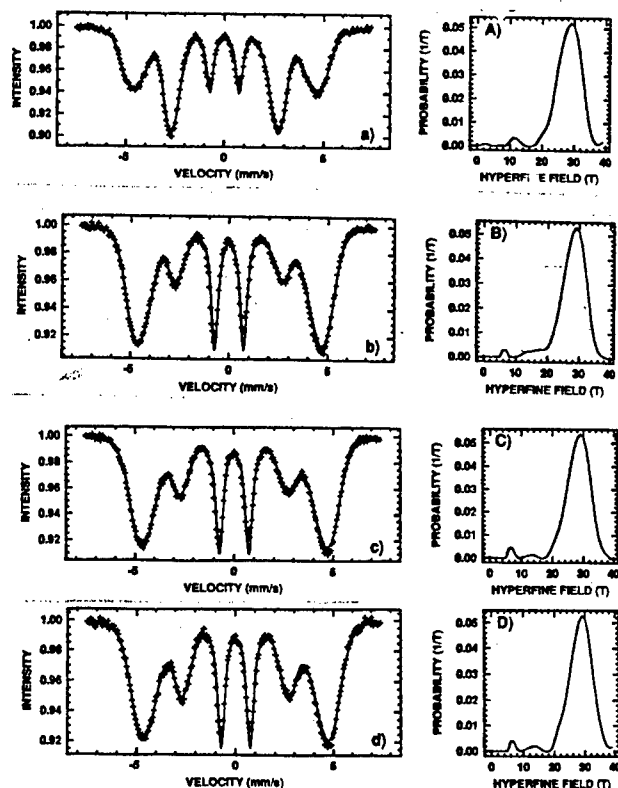 1.00
0.98
0.96
0.94
0.92
0.90
INTENSITY
-5 0 5
VELOCITY (mm/s)
a)
0.05
0.04
0.03
0.02
0.01
0.00
PROBABILITY (1/T)
0 10 20 30 40
HYPERFINE FIELD (T)
A)
1.00
0.98
0.96
0.94
0.92
INTENSITY
-5 0 5
VELOCITY (mm/s)
b)
0.05
0.04
0.03
0.02
0.01
0.00
PROBABILITY (1/T)
0 10 20 30 40
HYPERFINE FIELD (T)
B)
1.00
0.98
0.96
0.94
0.92
INTENSITY
-5 0 5
VELOCITY (mm/s)
c)
0.05
0.04
0.03
0.02
0.01
0.00
PROBABILITY (1/T)
0 10 20 30 40
HYPERFINE FIELD (T)
C)
1.00
0.98
0.96
0.94
0.92
INTENSITY
-5 0 5
VELOCITY (mm/s)
d)
0.05
0.04
0.03
0.02
0.01
0.00
PROBABILITY (1/T)
0 10 20 30 40
HYPERFINE FIELD (T)
D)